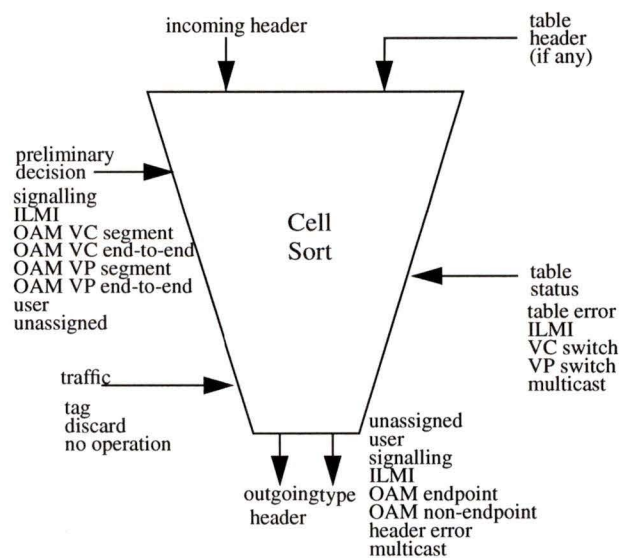 incoming header
table
header
(if any)
preliminary
decision
signalling
ILMI
OAM VC segment
OAM VC end-to-end
OAM VP segment
OAM VP end-to-end
user
unassigned
Cell
Sort
table
status
table error
ILMI
VC switch
VP switch
multicast
traffic
tag
discard
no operation
outgoing
header
type
unassigned
user
signalling
ILMI
OAM endpoint
OAM non-endpoint
header error
multicast